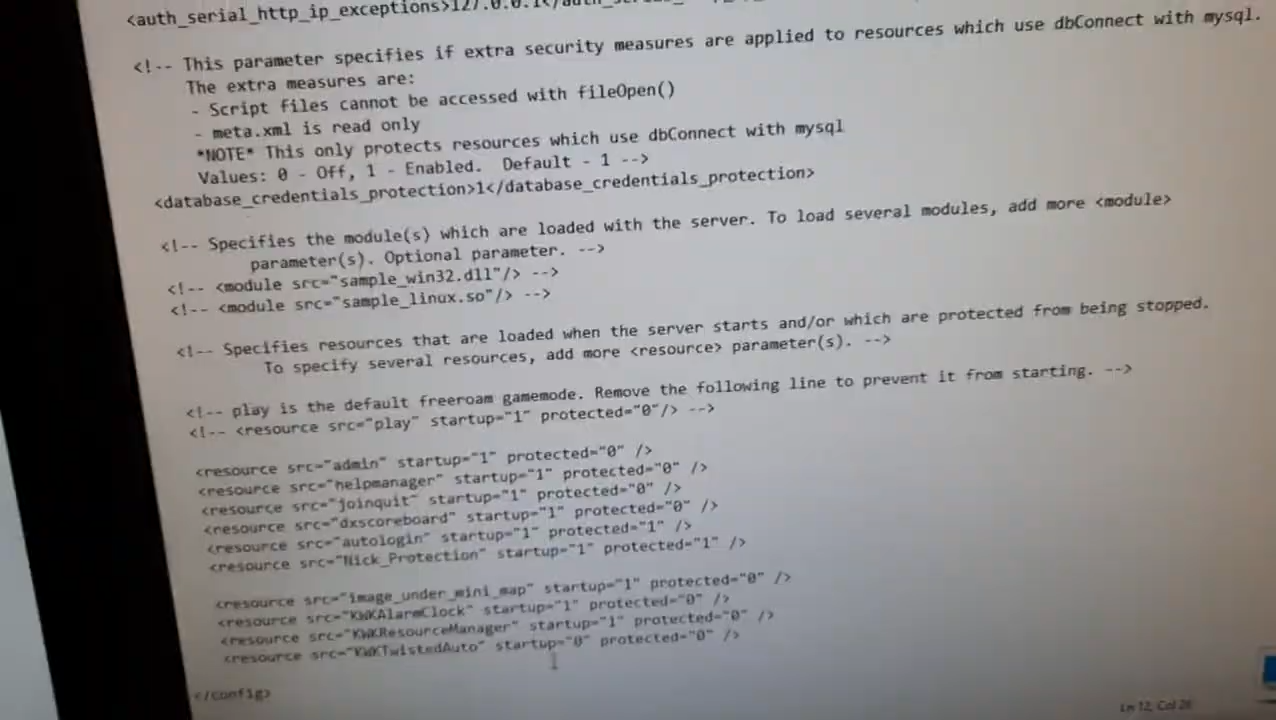 <auth_serial_http_ip_exceptions>127.0.0.1</
<!-- This parameter specifies if extra security measures are applied to resources which use dbConnect with mysql.
The extra measures are:
- Script files cannot be accessed with fileOpen()
- meta.xml is read only
*NOTE* This only protects resources which use dbConnect with mysql
Values: 0 - Off, 1 - Enabled. Default - 1 -->
<database_credentials_protection>1</database_credentials_protection>
<!-- Specifies the module(s) which are loaded with the server. To load several modules, add more <module>
parameter(s). Optional parameter. -->
<!-- <module src="sample_win32.dll"/> -->
<!-- <module src="sample_linux.so"/> -->
<!-- Specifies resources that are loaded when the server starts and/or which are protected from being stopped.
To specify several resources, add more <resource> parameter(s). -->
<!-- play is the default freeroam gamemode. Remove the following line to prevent it from starting. -->
<!-- <resource src="play" startup="1" protected="0"/> -->
<resource src="admin" startup="1" protected="0" />
<resource src="helpmanager" startup="1" protected="0" />
<resource src="joinquit" startup="1" protected="0" />
<resource src="dxscoreboard" startup="1" protected="0" />
<resource src="autologin" startup="1" protected="1" />
<resource src="Nick_Protection" startup="1" protected="1" />
<resource src="image_under_mini_map" startup="1" protected="0" />
<resource src="KWKAlarmClock" startup="1" protected="0" />
<resource src="KWKResourceManager" startup="1" protected="0" />
<resource src="KWKTwistedAuto" startup="0" protected="0" />
</config>
Ln 12, Col 26